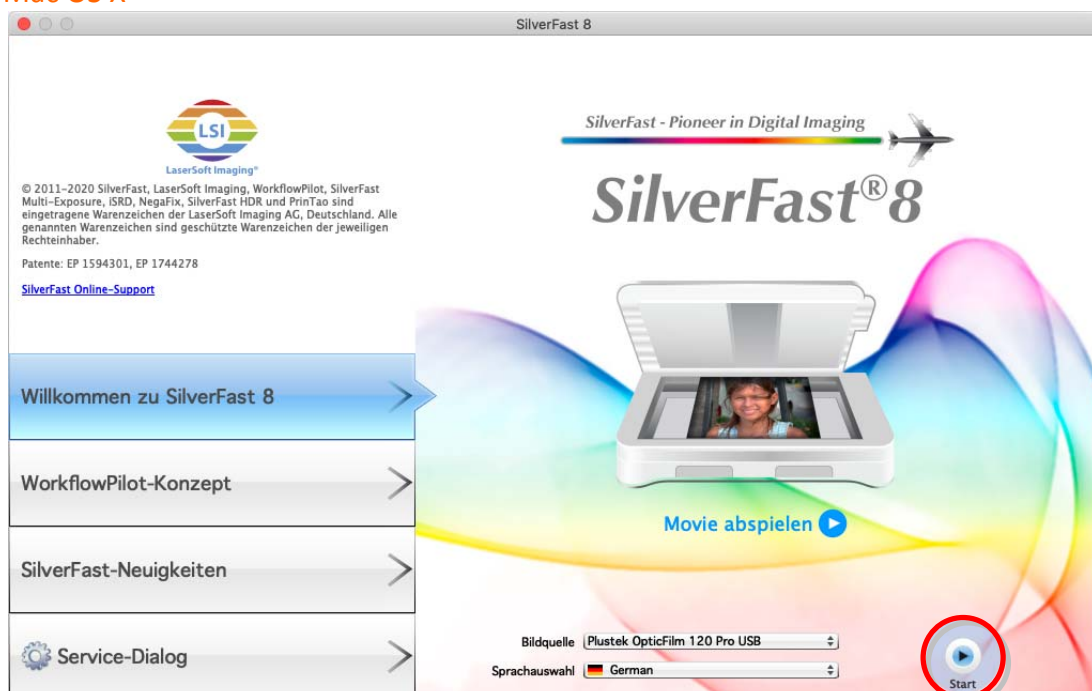 Mac OS X
SilverFast 8
LSI
LaserSoft Imaging®
© 2011–2020 SilverFast, LaserSoft Imaging, WorkflowPilot, SilverFast
Multi-Exposure, iSRD, NegaFix, SilverFast HDR und PrinTao sind
eingetragene Warenzeichen der LaserSoft Imaging AG, Deutschland. Alle
genannten Warenzeichen sind geschützte Warenzeichen der jeweiligen
Rechteinhaber.
Patente: EP 1594301, EP 1744278
SilverFast Online-Support
Willkommen zu SilverFast 8
WorkflowPilot-Konzept
SilverFast-Neuigkeiten
Service-Dialog
SilverFast - Pioneer in Digital Imaging
SilverFast®8
Movie abspielen
Bildquelle Plustek OpticFilm 120 Pro USB
Sprachauswahl German
Start